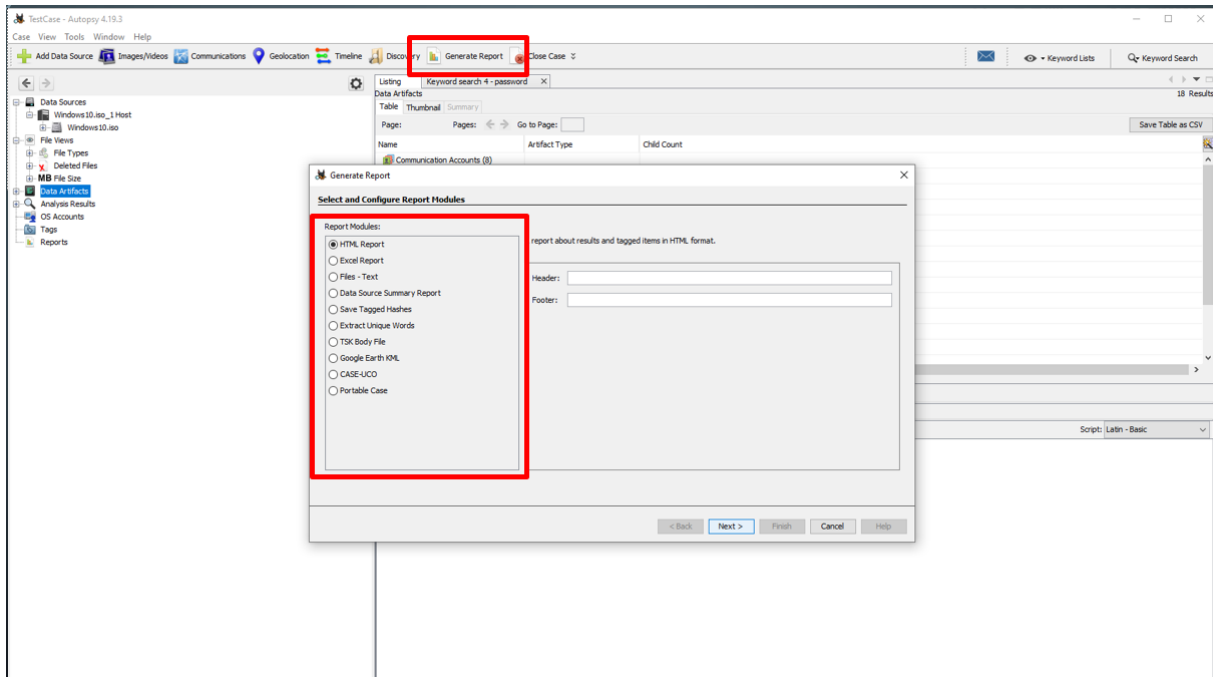 TestCase - Autopsy 4.19.3
Case View Tools Window Help
Add Data Source Images/Videos Communications Geolocation Timeline Discovery Generate Report Close Case Keyword Lists Keyword Search
Listing Keyword search 4 - password X
Data Artifacts 18 Results
Table Thumbnail Summary
Page: Pages: Go to Page: Save Table as CSV
Name Artifact Type Child Count
Communication Accounts (8)
Data Sources
Windows10.iso_1 Host
Windows10.iso
File Views
File Types
Deleted Files
MB File Size
Data Artifacts
Analysis Results
OS Accounts
Tags
Reports
Generate Report
Select and Configure Report Modules
Report Modules:
HTML Report
Excel Report
Files - Text
Data Source Summary Report
Save Tagged Hashes
Extract Unique Words
TSK Body File
Google Earth KML
CASE-UCO
Portable Case
report about results and tagged items in HTML format.
Header:
Footer:
< Back Next > Finish Cancel Help
Script: Latin - Basic